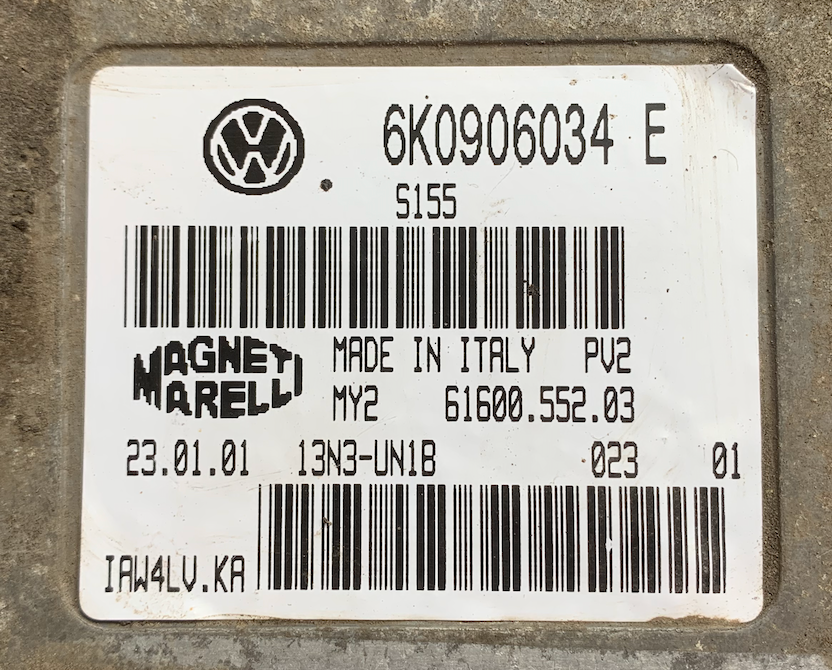 6K0906034 E
S155
MAGNETI
MARELLI
MADE IN ITALY PV2
MY2 61600.552.03
23.01.01 13N3-UN1B 023 01
IAW4LV.KA